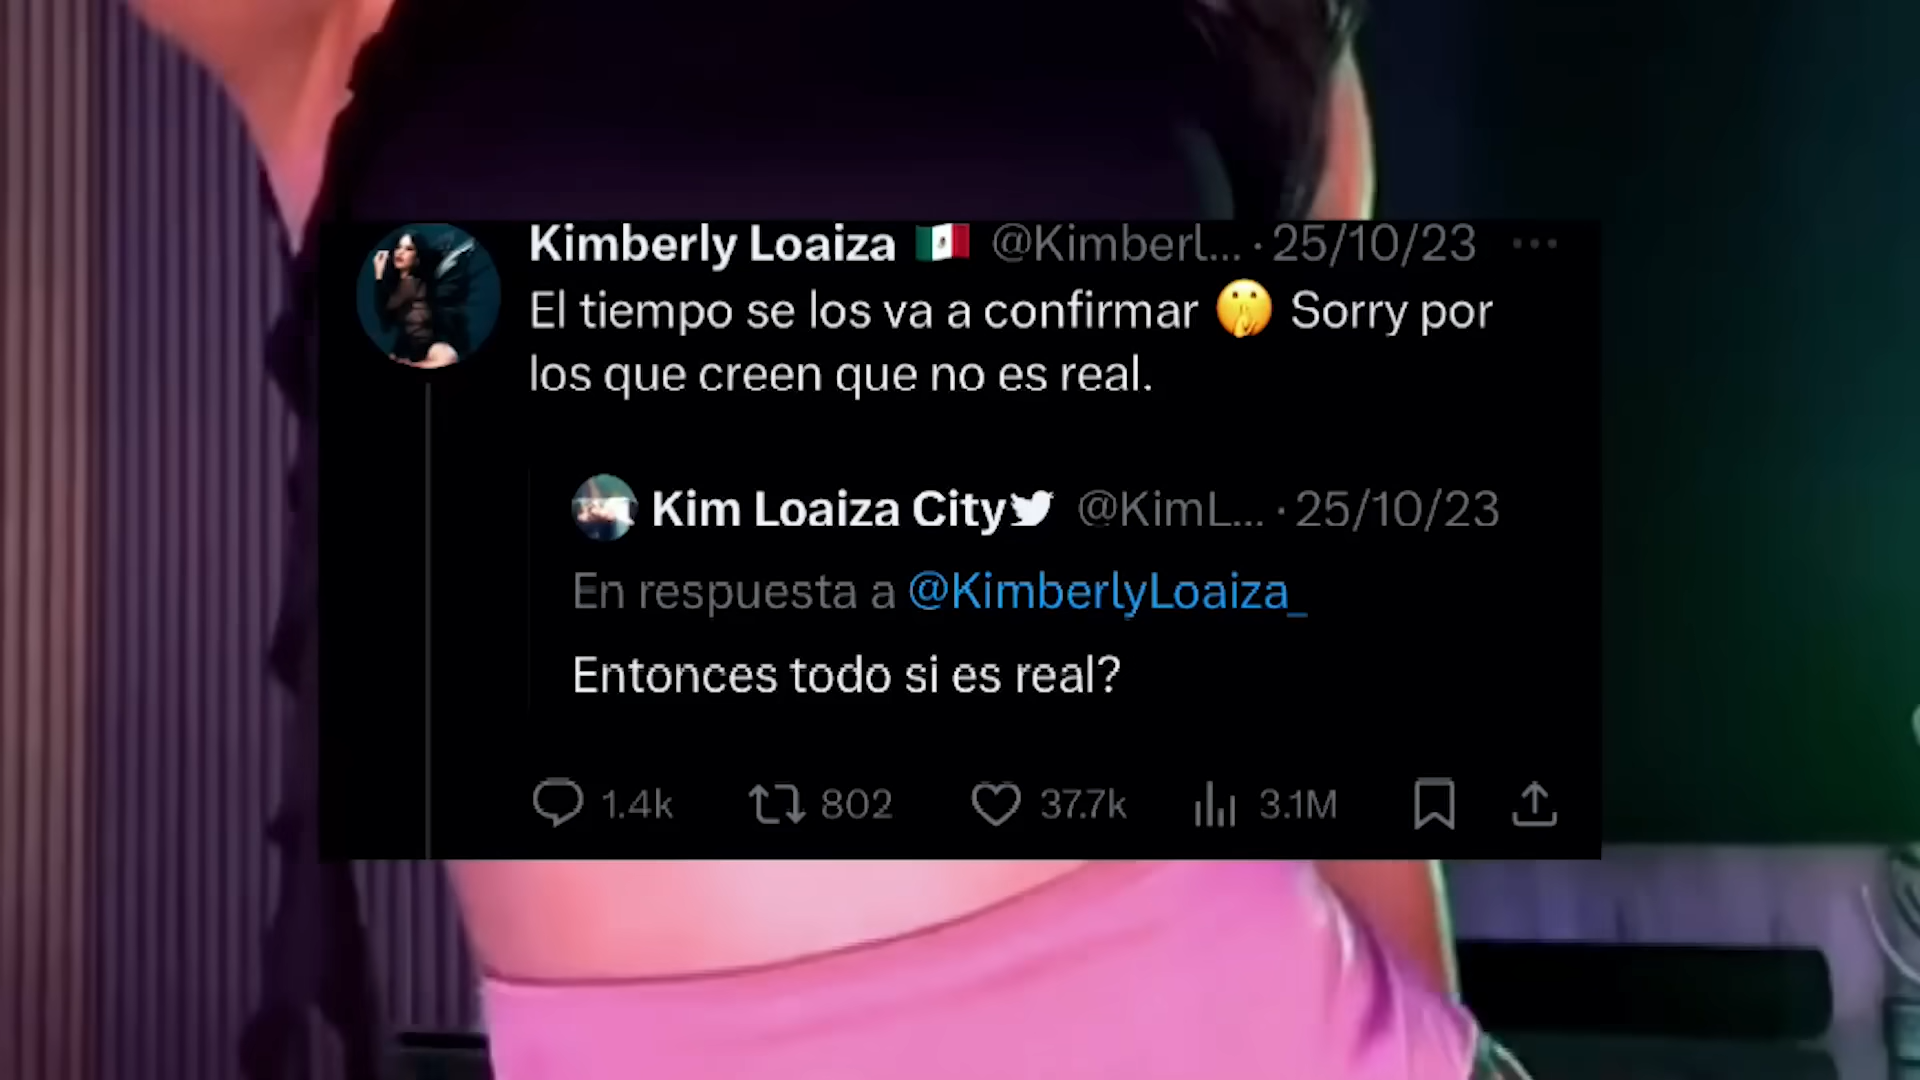 Kimberly Loaiza 🇲🇽 @Kimberl... · 25/10/23
El tiempo se los va a confirmar 🤫 Sorry por
los que creen que no es real.
Kim Loaiza City @KimL... · 25/10/23
En respuesta a @KimberlyLoaiza_
Entonces todo si es real?
1.4k 802 37.7k 3.1M